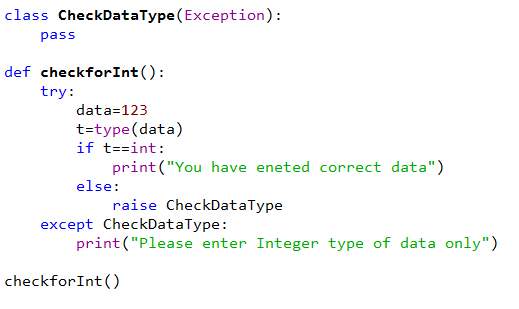 class CheckDataType(Exception):
    pass

def checkforInt():
    try:
        data=123
        t=type(data)
        if t==int:
            print("You have eneted correct data")
        else:
            raise CheckDataType
    except CheckDataType:
        print("Please enter Integer type of data only")

checkforInt()